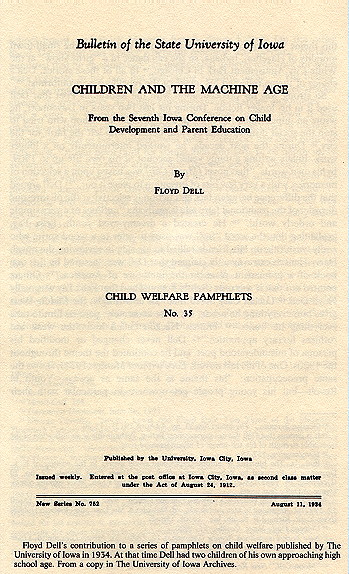 Bulletin of the State University of Iowa
CHILDREN AND THE MACHINE AGE
From the Seventh Iowa Conference on Child
Development and Parent Education
By
FLOYD DELL
CHILD WELFARE PAMPHLETS
No. 35
Published by the University, Iowa City, Iowa
Issued weekly. Entered at the post office at Iowa City, Iowa, as second class matter
under the Act of August 24, 1912.
New Series No. 762
August 11, 1934
Floyd Dell's contribution to a series of pamphlets on child welfare published by The
University of Iowa in 1934. At that time Dell had two children of his own approaching high
school age. From a copy in The University of Iowa Archives.